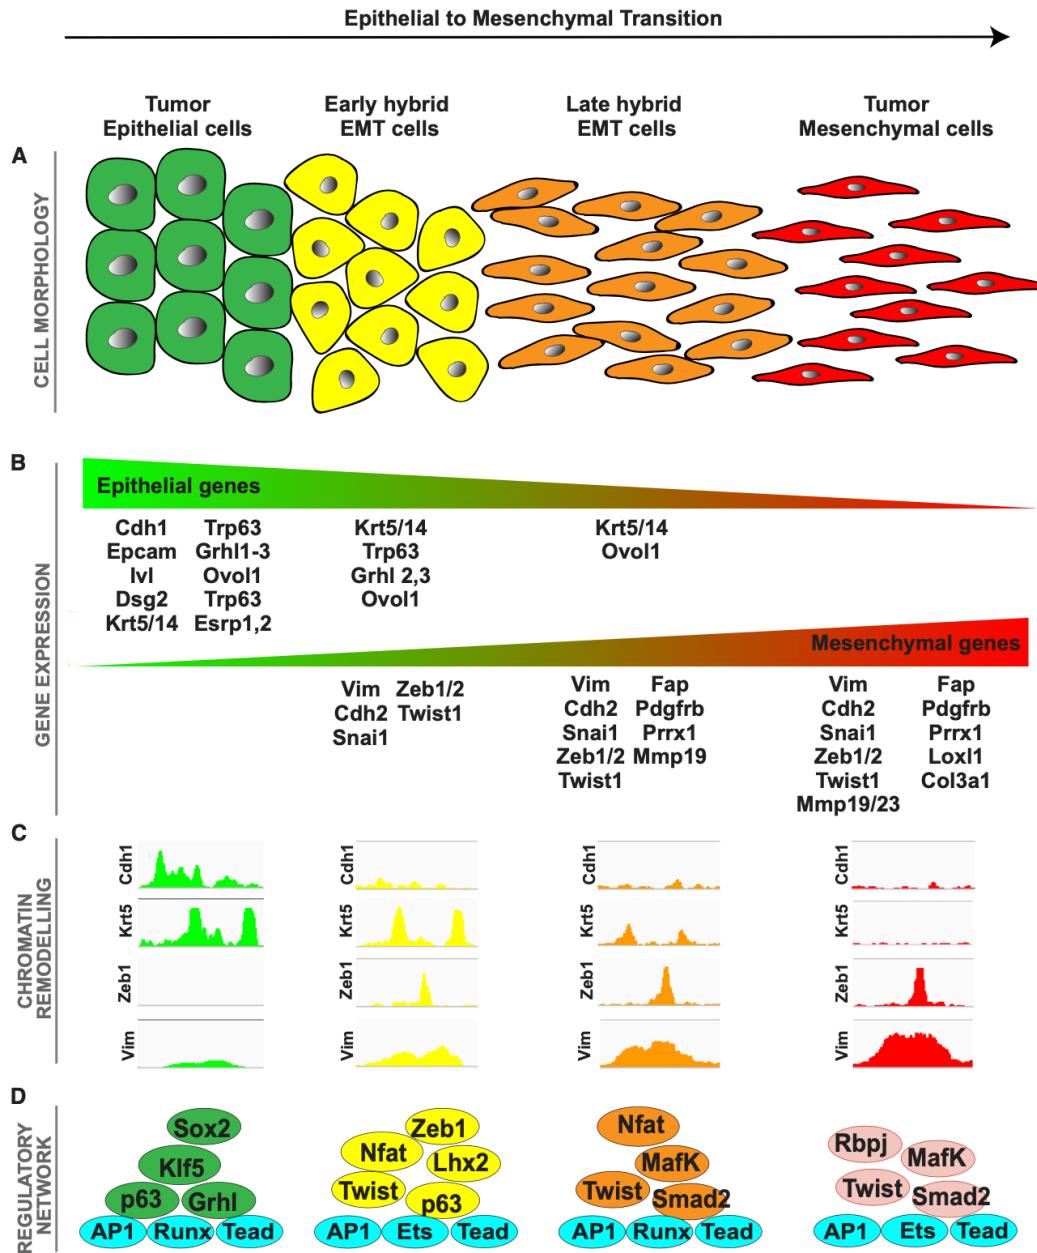 Epithelial to Mesenchymal Transition
Tumor
Epithelial cells
Early hybrid
EMT cells
Late hybrid
EMT cells
Tumor
Mesenchymal cells
A
CELL MORPHOLOGY
B
GENE EXPRESSION
Epithelial genes
Cdh1 Trp63
Epcam Grhl1-3
Ivl Ovol1
Dsg2 Trp63
Krt5/14 Esrp1,2
Krt5/14
Trp63
Grhl 2,3
Ovol1
Krt5/14
Ovol1
Mesenchymal genes
Vim Zeb1/2
Cdh2 Twist1
Snai1
Vim Fap
Cdh2 Pdgfrb
Snai1 Prrx1
Zeb1/2 Mmp19
Twist1
Vim Fap
Cdh2 Pdgfrb
Snai1 Prrx1
Zeb1/2 Loxl1
Twist1 Col3a1
Mmp19/23
C
CHROMATIN
REMODELLING
Cdh1 Cdh1 Cdh1 Cdh1
Krt5 Krt5 Krt5 Krt5
Zeb1 Zeb1 Zeb1 Zeb1
Vim Vim Vim Vim
D
REGULATORY
NETWORK
Sox2
Klf5
p63 Grhl
AP1 Runx Tead
Zeb1
Nfat Lhx2
Twist p63
AP1 Ets Tead
Nfat
MafK
Twist Smad2
AP1 Runx Tead
Rbpj MafK
Twist Smad2
AP1 Ets Tead